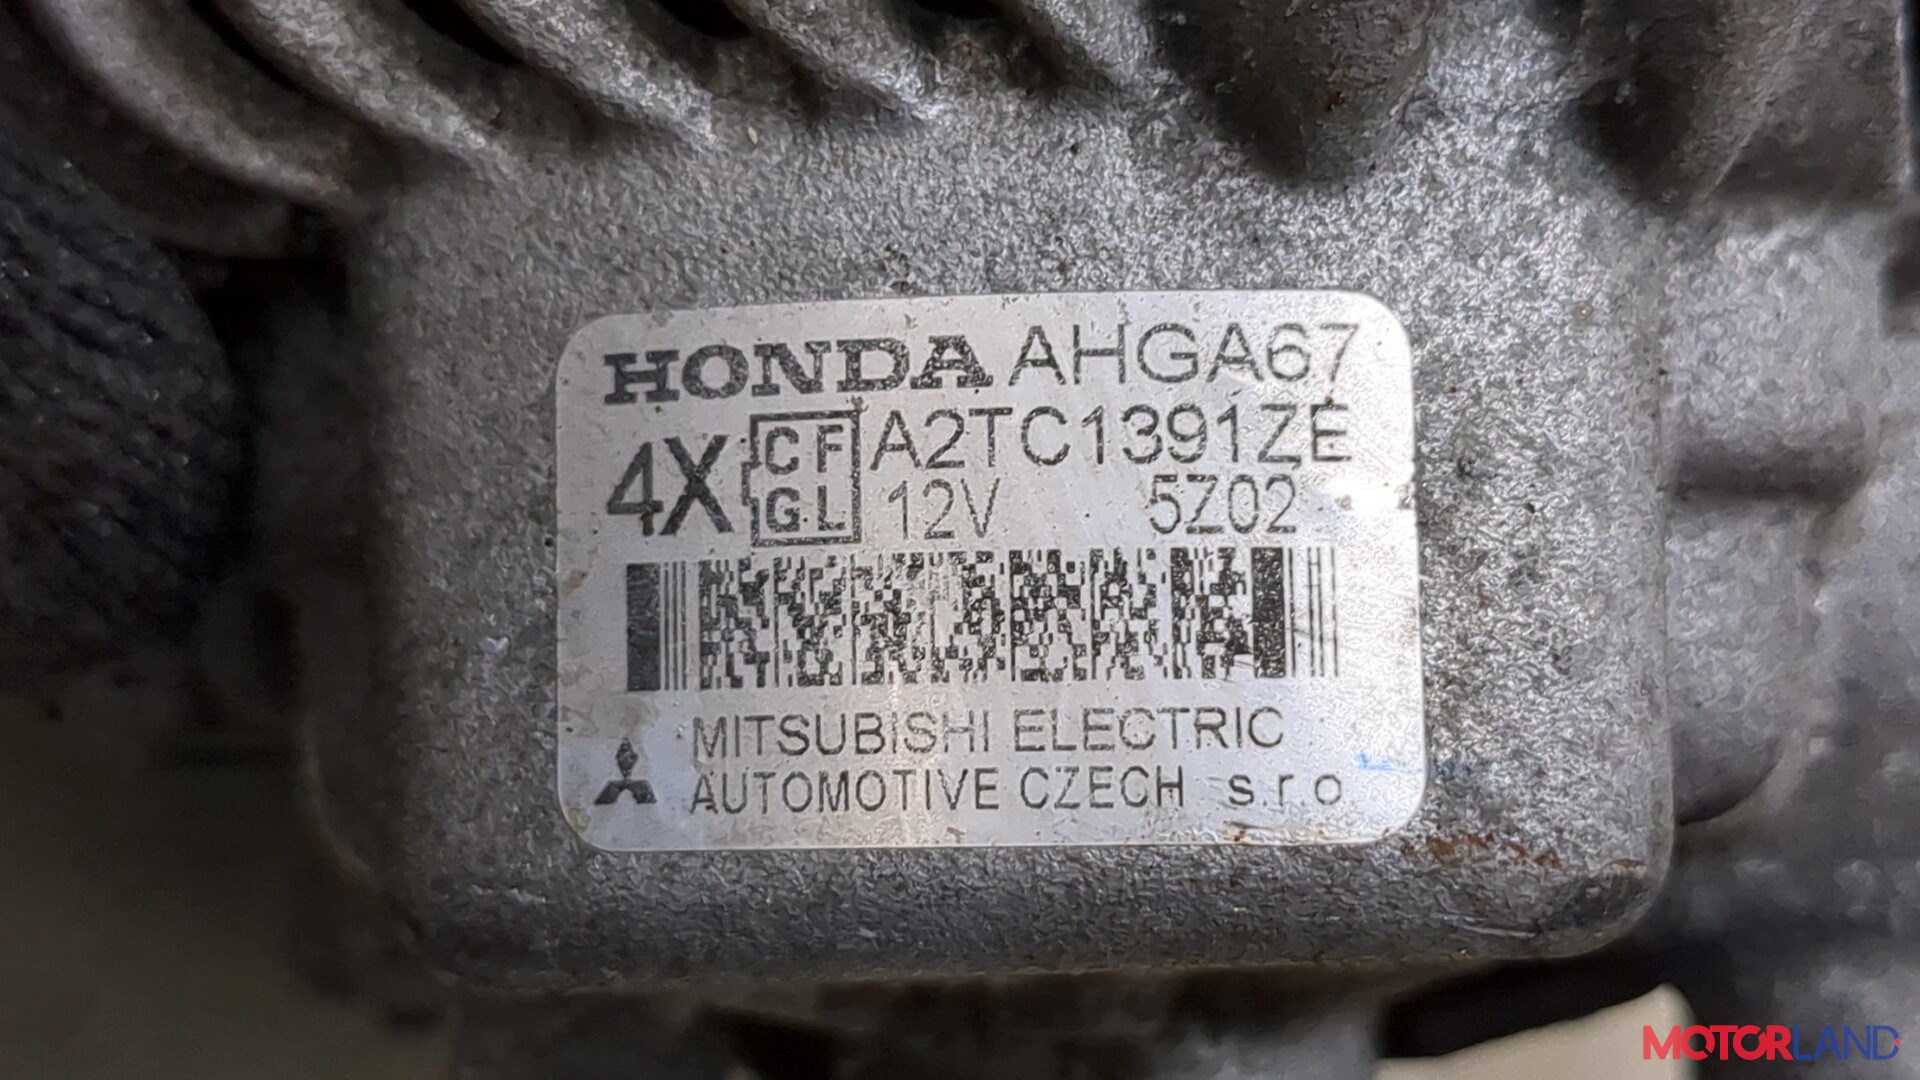 HONDA AHGA67
4X CF GL A2TC1391ZE
12V 5Z02
MITSUBISHI ELECTRIC
AUTOMOTIVE CZECH s.r.o
MOTORLAND